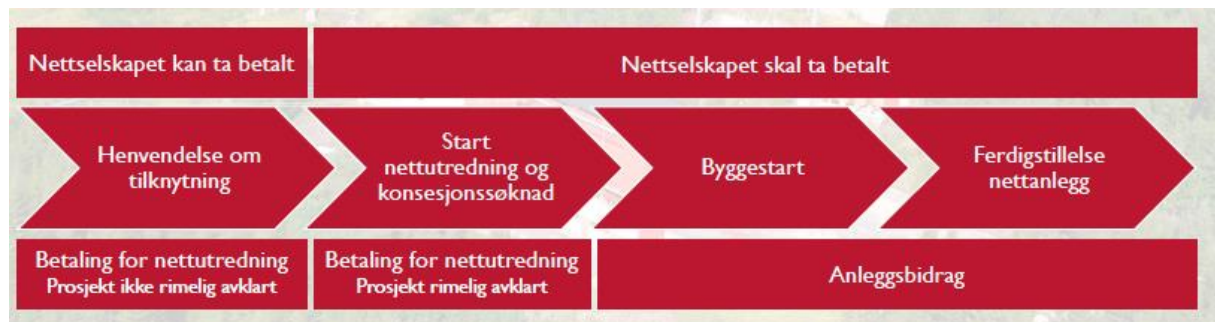 Nettselskapet kan ta betalt
Nettselskapet skal ta betalt
Henvendelse om
tilknytning
Start
nettutredning og
konsesjonssøknad
Byggestart
Ferdigstillelse
nettanlegg
Betaling for nettutredning
Prosjekt ikke rimelig avklart
Betaling for nettutredning
Prosjekt rimelig avklart
Anleggsbidrag